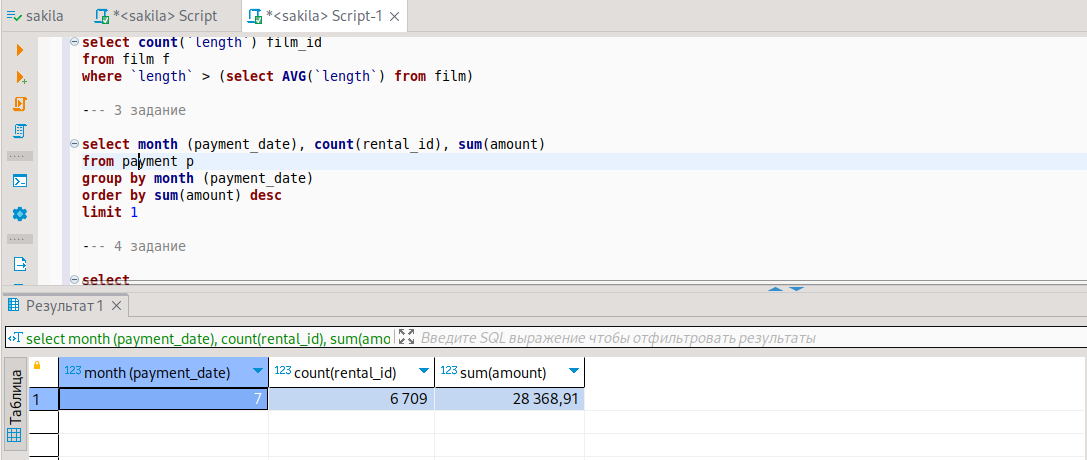 sakila
*<sakila> Script
*<sakila> Script-1
select count(`length`) film_id
from film f
where `length` > (select AVG(`length`) from film)
--- 3 задание
select month (payment_date), count(rental_id), sum(amount)
from payment p
group by month (payment_date)
order by sum(amount) desc
limit 1
--- 4 задание
select
Результат 1
select month (payment_date), count(rental_id), sum(amo
Введите SQL выражение чтобы отфильтровать результаты
Таблица
123 month (payment_date)
123 count(rental_id)
123 sum(amount)
1
7
6 709
28 368,91